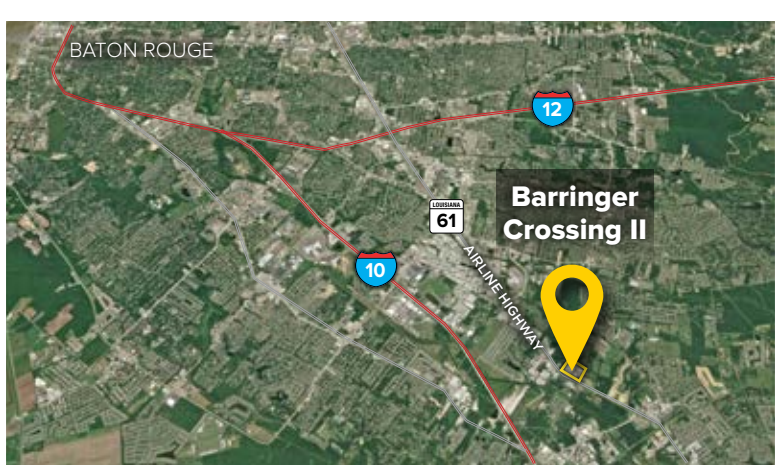 BATON ROUGE
12
Barringer
Crossing II
LOUISIANA
61
AIRLINE HIGHWAY
10